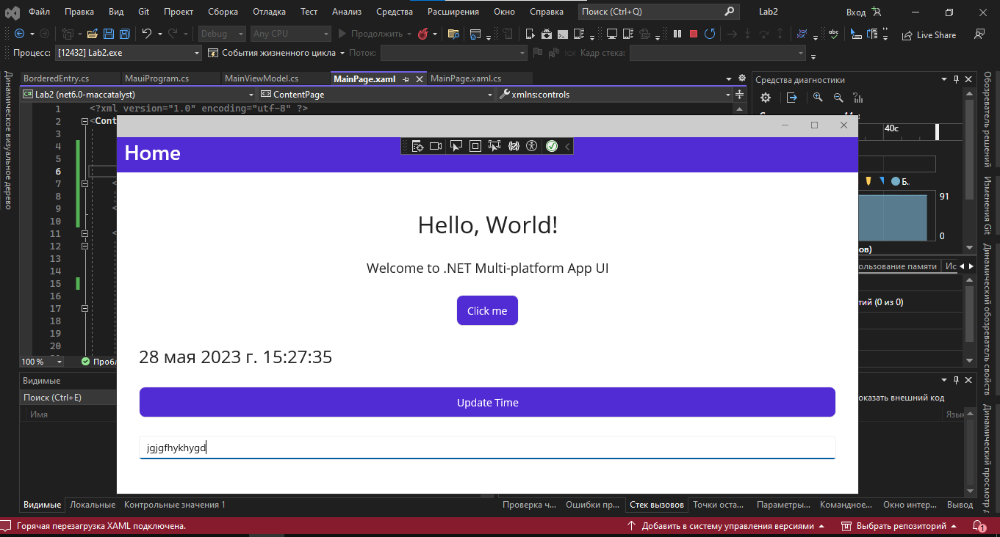 Файл Правка Вид Git Проект Сборка Отладка Тест Анализ Средства Расширения Окно Справка Поиск (Ctrl+Q) Lab2 Вход
Debug Any CPU Продолжить Live Share
Процесс: [12432] Lab2.exe События жизненного цикла Поток: Кадр стека:
BorderedEntry.cs MauiProgram.cs MainViewModel.cs MainPage.xaml MainPage.xaml.cs
Lab2 (net6.0-maccatalyst) ContentPage xmlns:controls
Динамическое визуальное дерево
1 <?xml version="1.0" encoding="utf-8" ?>
2 <Cont
3
4
5
6
7 <
8
9 <
10
11 <
12
13
14
15
16
17
18
19
20
100 % Пробл
Home
Hello, World!
Welcome to .NET Multi-platform App UI
Click me
28 мая 2023 г. 15:27:35
Update Time
jgjgfhykhygd
Средства диагностики
40с
Б.
91
0
ов)
льзование памяти Ис
тий (0 из 0)
оказать внешний код
Язык
Обозреватель решений
Изменения Git
Динамический обозреватель свойств
Динамический просмотр д
Видимые
Поиск (Ctrl+E)
Имя
Видимые Локальные Контрольные значения 1
Проверка ч... Ошибки пр... Стек вызовов Точки оста... Параметры... Командное... Окно интер... Вывод
Горячая перезагрузка XAML подключена. Добавить в систему управления версиями Выбрать репозиторий 1